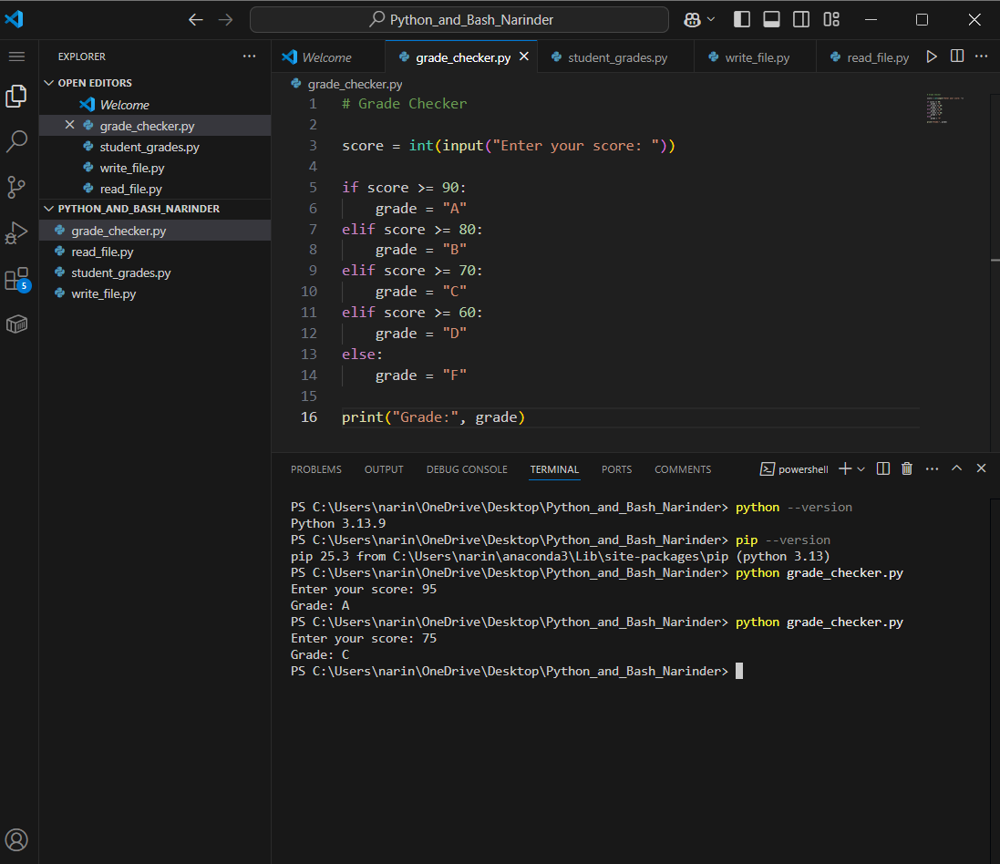 Python_and_Bash_Narinder
EXPLORER
OPEN EDITORS
Welcome
grade_checker.py
student_grades.py
write_file.py
read_file.py
PYTHON_AND_BASH_NARINDER
grade_checker.py
read_file.py
student_grades.py
write_file.py
5
Welcome grade_checker.py student_grades.py write_file.py read_file.py
grade_checker.py
1 # Grade Checker
2
3 score = int(input("Enter your score: "))
4
5 if score >= 90:
6     grade = "A"
7 elif score >= 80:
8     grade = "B"
9 elif score >= 70:
10     grade = "C"
11 elif score >= 60:
12     grade = "D"
13 else:
14     grade = "F"
15
16 print("Grade:", grade)
PROBLEMS OUTPUT DEBUG CONSOLE TERMINAL PORTS COMMENTS powershell
PS C:\Users\narin\OneDrive\Desktop\Python_and_Bash_Narinder> python --version
Python 3.13.9
PS C:\Users\narin\OneDrive\Desktop\Python_and_Bash_Narinder> pip --version
pip 25.3 from C:\Users\narin\anaconda3\Lib\site-packages\pip (python 3.13)
PS C:\Users\narin\OneDrive\Desktop\Python_and_Bash_Narinder> python grade_checker.py
Enter your score: 95
Grade: A
PS C:\Users\narin\OneDrive\Desktop\Python_and_Bash_Narinder> python grade_checker.py
Enter your score: 75
Grade: C
PS C:\Users\narin\OneDrive\Desktop\Python_and_Bash_Narinder>